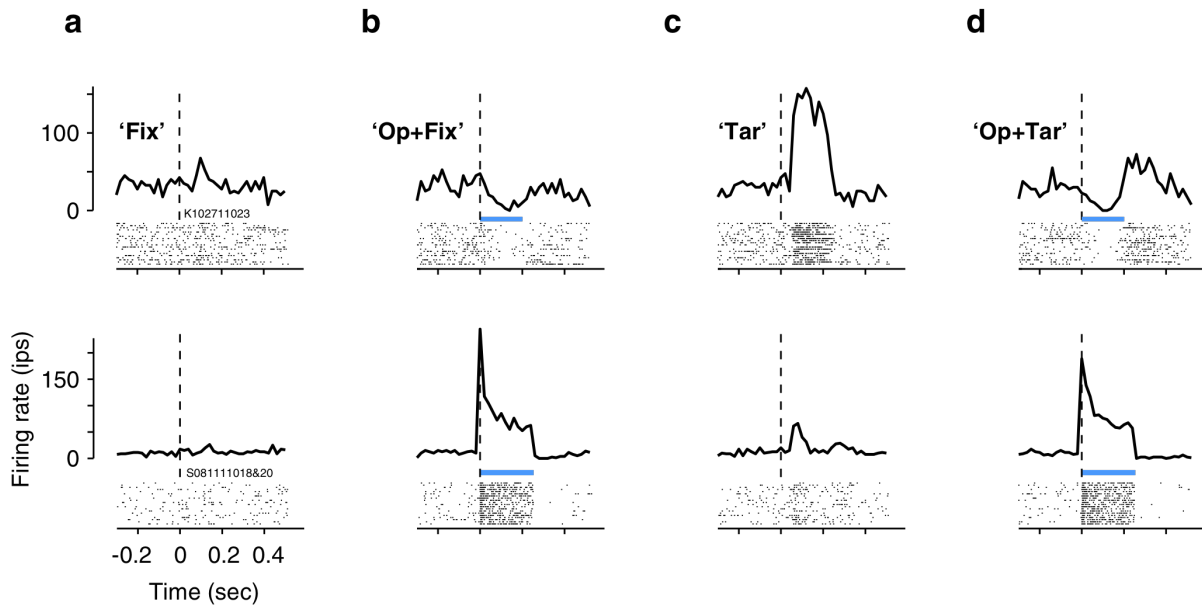 a
b
c
d
‘Fix’
‘Op+Fix’
‘Tar’
‘Op+Tar’
100
0
K102711023
Firing rate (ips)
150
0
S081111018&20
-0.2 0 0.2 0.4
Time (sec)